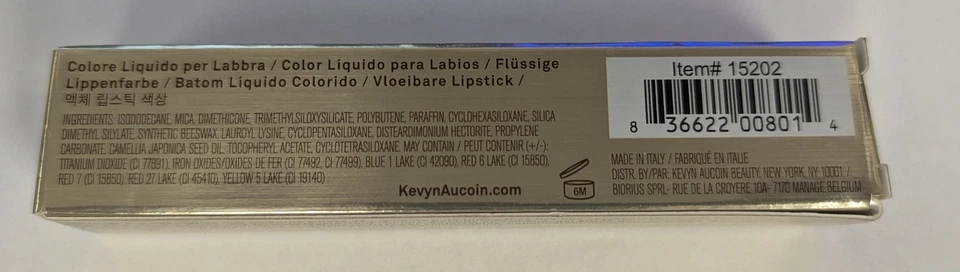 Colore Liquido per Labbra / Color Líquido para Labios / Flüssige
Lippenfarbe / Batom Líquido Colorido / Vloeibare Lipstick /
액체 립스틱 색상
INGREDIENTS: ISODODECANE, MICA, DIMETHICONE, TRIMETHYLSILOXYSILICATE, POLYBUTENE, PARAFFIN, CYCLOHEXASILOXANE, SILICA
DIMETHYL SILYLATE, SYNTHETIC BEESWAX, LAUROYL LYSINE, CYCLOPENTASILOXANE, DISTEARDIMONIUM HECTORITE, PROPYLENE
CARBONATE, CAMELLIA JAPONICA SEED OIL, TOCOPHERYL ACETATE, CYCLOTETRASILOXANE. MAY CONTAIN / PEUT CONTENIR (+/-):
TITANIUM DIOXIDE (CI 77891), IRON OXIDES/OXIDES DE FER (CI 77492, CI 77499), BLUE 1 LAKE (CI 42090), RED 6 LAKE (CI 15850),
RED 7 (CI 15850), RED 27 LAKE (CI 45410), YELLOW 5 LAKE (CI 19140)
KevynAucoin.com
6M
Item# 15202
8 36622 00801 4
MADE IN ITALY / FABRIQUÉ EN ITALIE
DISTR. BY/PAR: KEVYN AUCOIN BEAUTY, NEW YORK, NY, 10001 /
BIORIUS SPRL- RUE DE LA CROYERE 10A- 7170 MANAGE BELGIUM